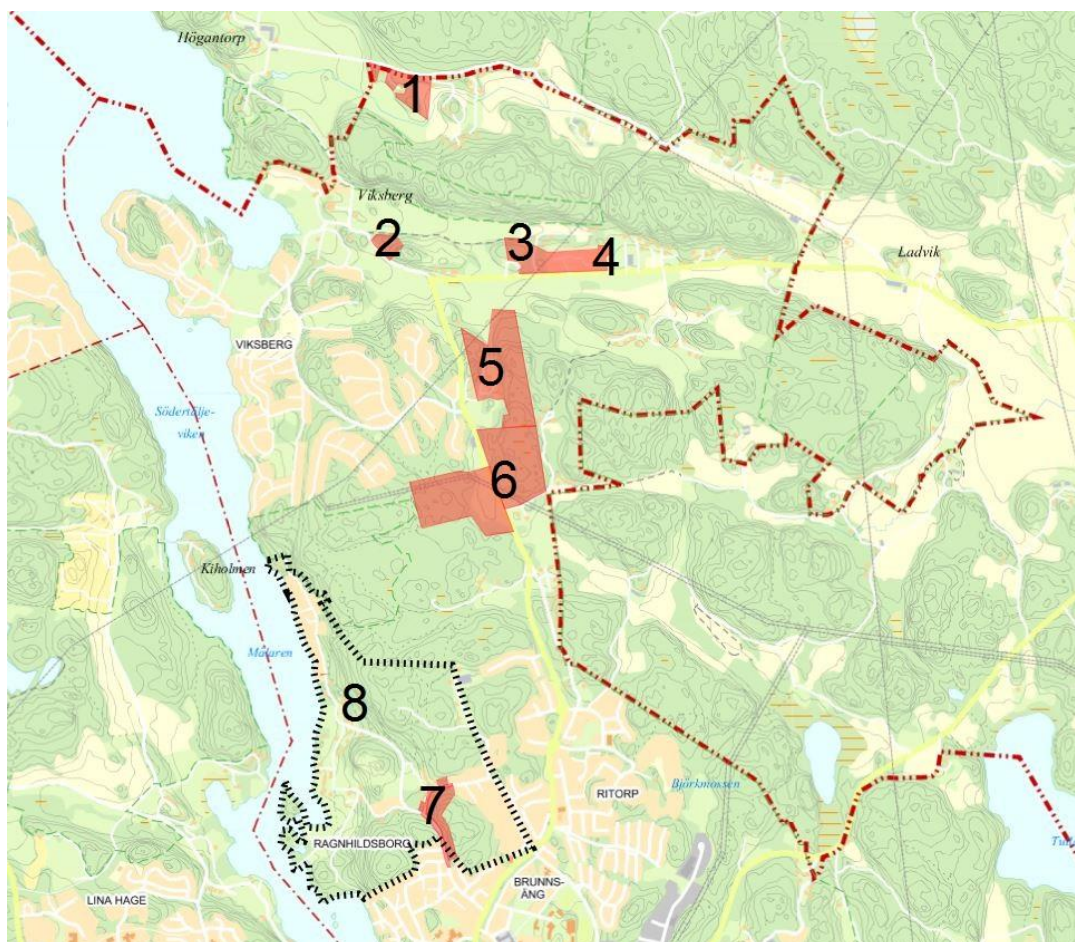 Högantorp
1
Viksberg
2
3
4
Ladvik
VIKSBERG
5
Södertälje-
viken
6
Kiholmen
Mälaren
8
RITORP
Björkmossen
7
RAGNHILDSBORG
BRUNNS-
ÄNG
LINA HAGE